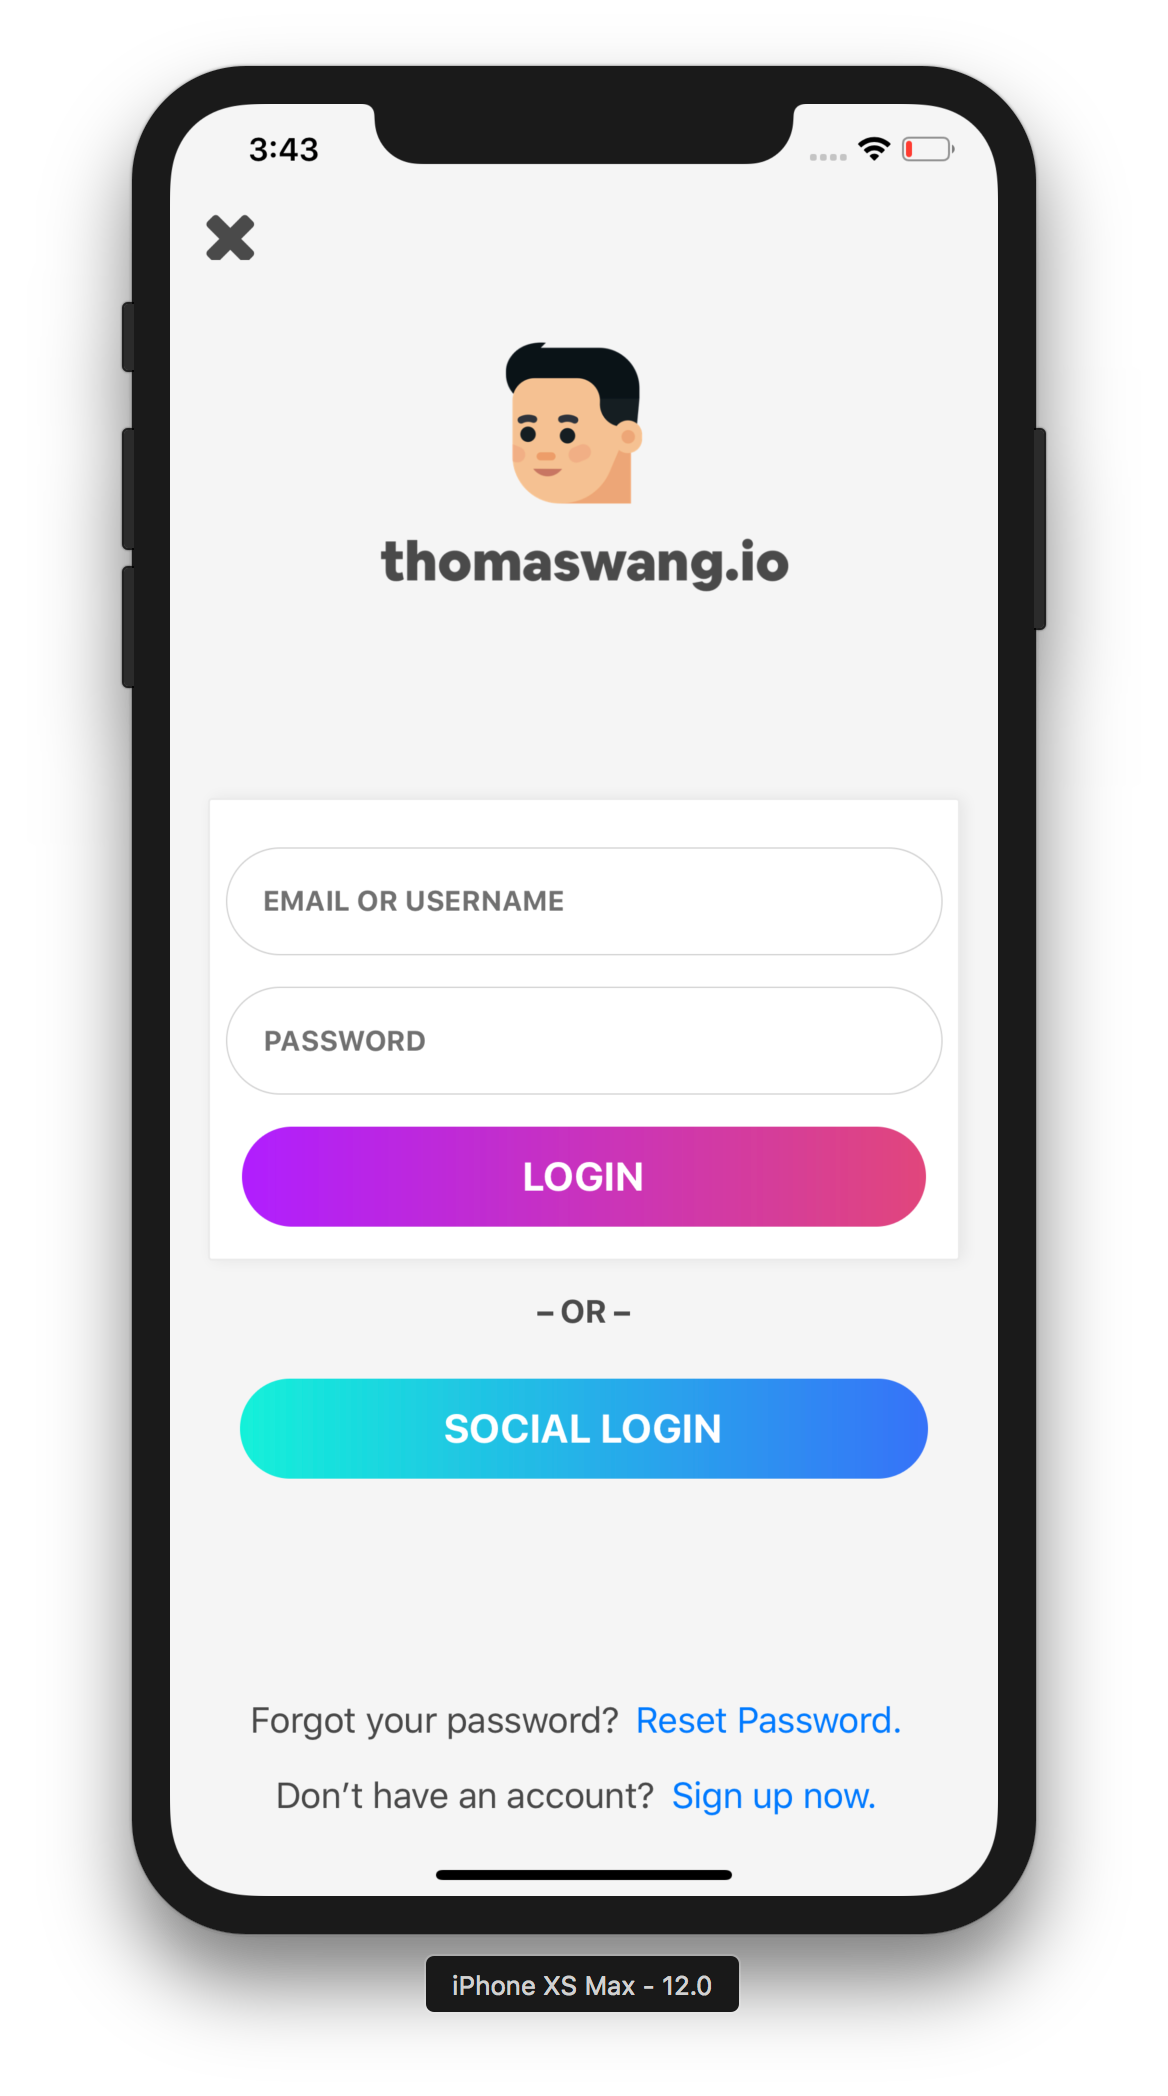 3:43
thomaswang.io
EMAIL OR USERNAME
PASSWORD
LOGIN
– OR –
SOCIAL LOGIN
Forgot your password? Reset Password.
Don’t have an account? Sign up now.
iPhone XS Max - 12.0